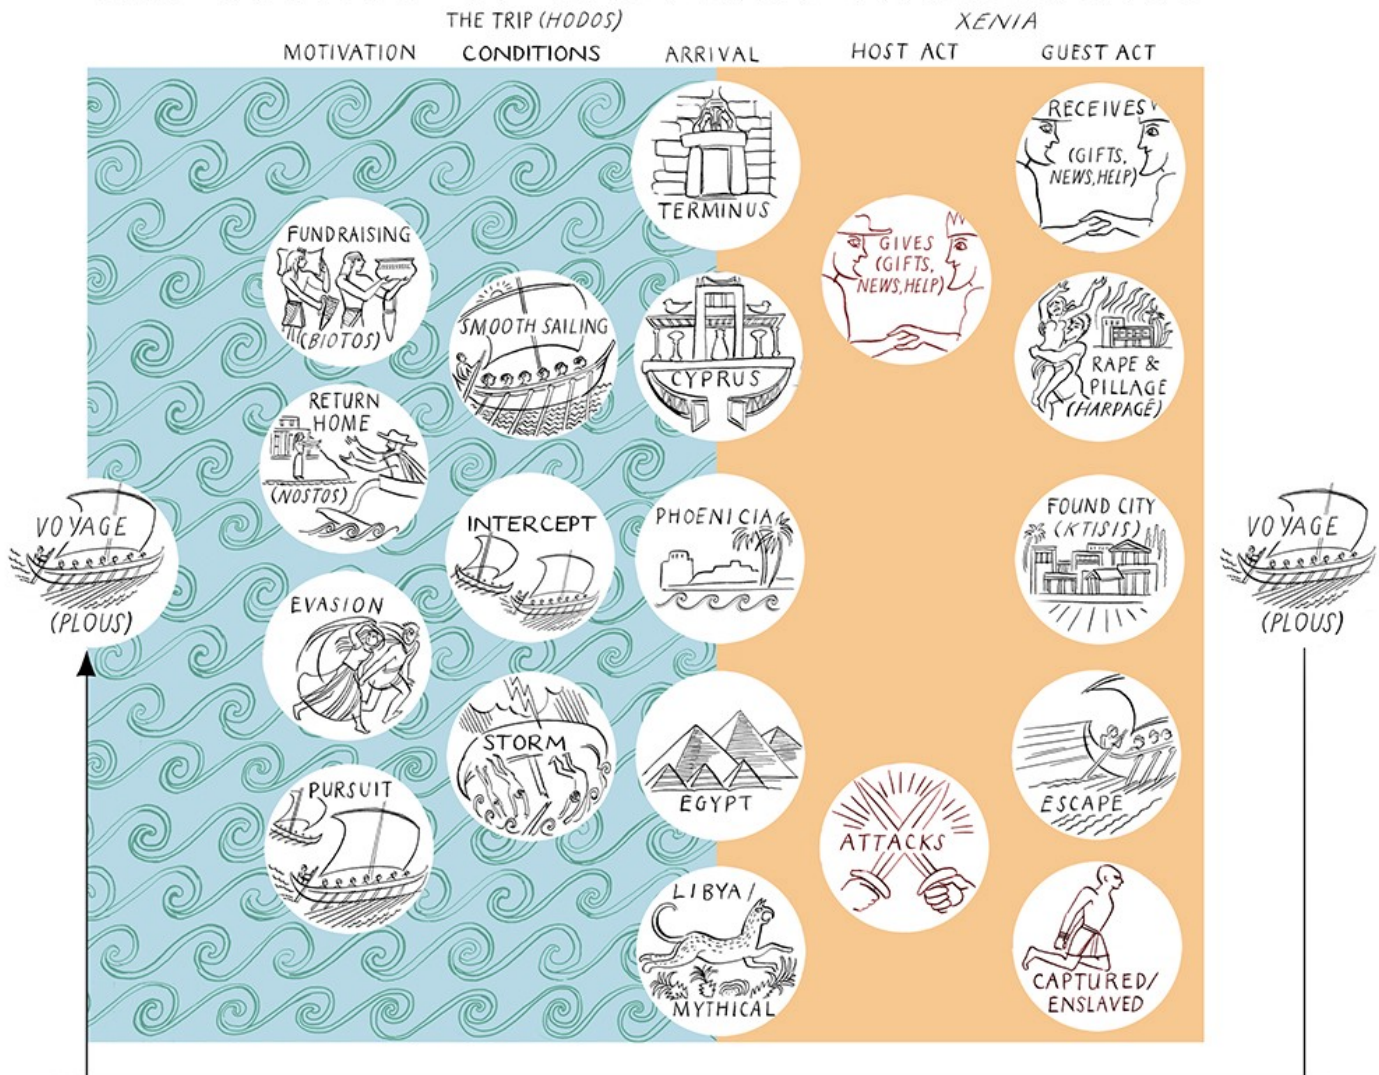 THE TRIP (HODOS)
XENIA
MOTIVATION
CONDITIONS
ARRIVAL
HOST ACT
GUEST ACT
VOYAGE
(PLOUS)
FUNDRAISING
(BIOTOS)
RETURN
HOME
(NOSTOS)
EVASION
PURSUIT
SMOOTH SAILING
INTERCEPT
STORM
TERMINUS
CYPRUS
PHOENICIA
EGYPT
LIBYA/
MYTHICAL
GIVES
(GIFTS,
NEWS, HELP)
ATTACKS
RECEIVES
(GIFTS,
NEWS, HELP)
RAPE &
PILLAGE
(HARPAGĒ)
FOUND CITY
(KTISIS)
ESCAPE
CAPTURED/
ENSLAVED
VOYAGE
(PLOUS)